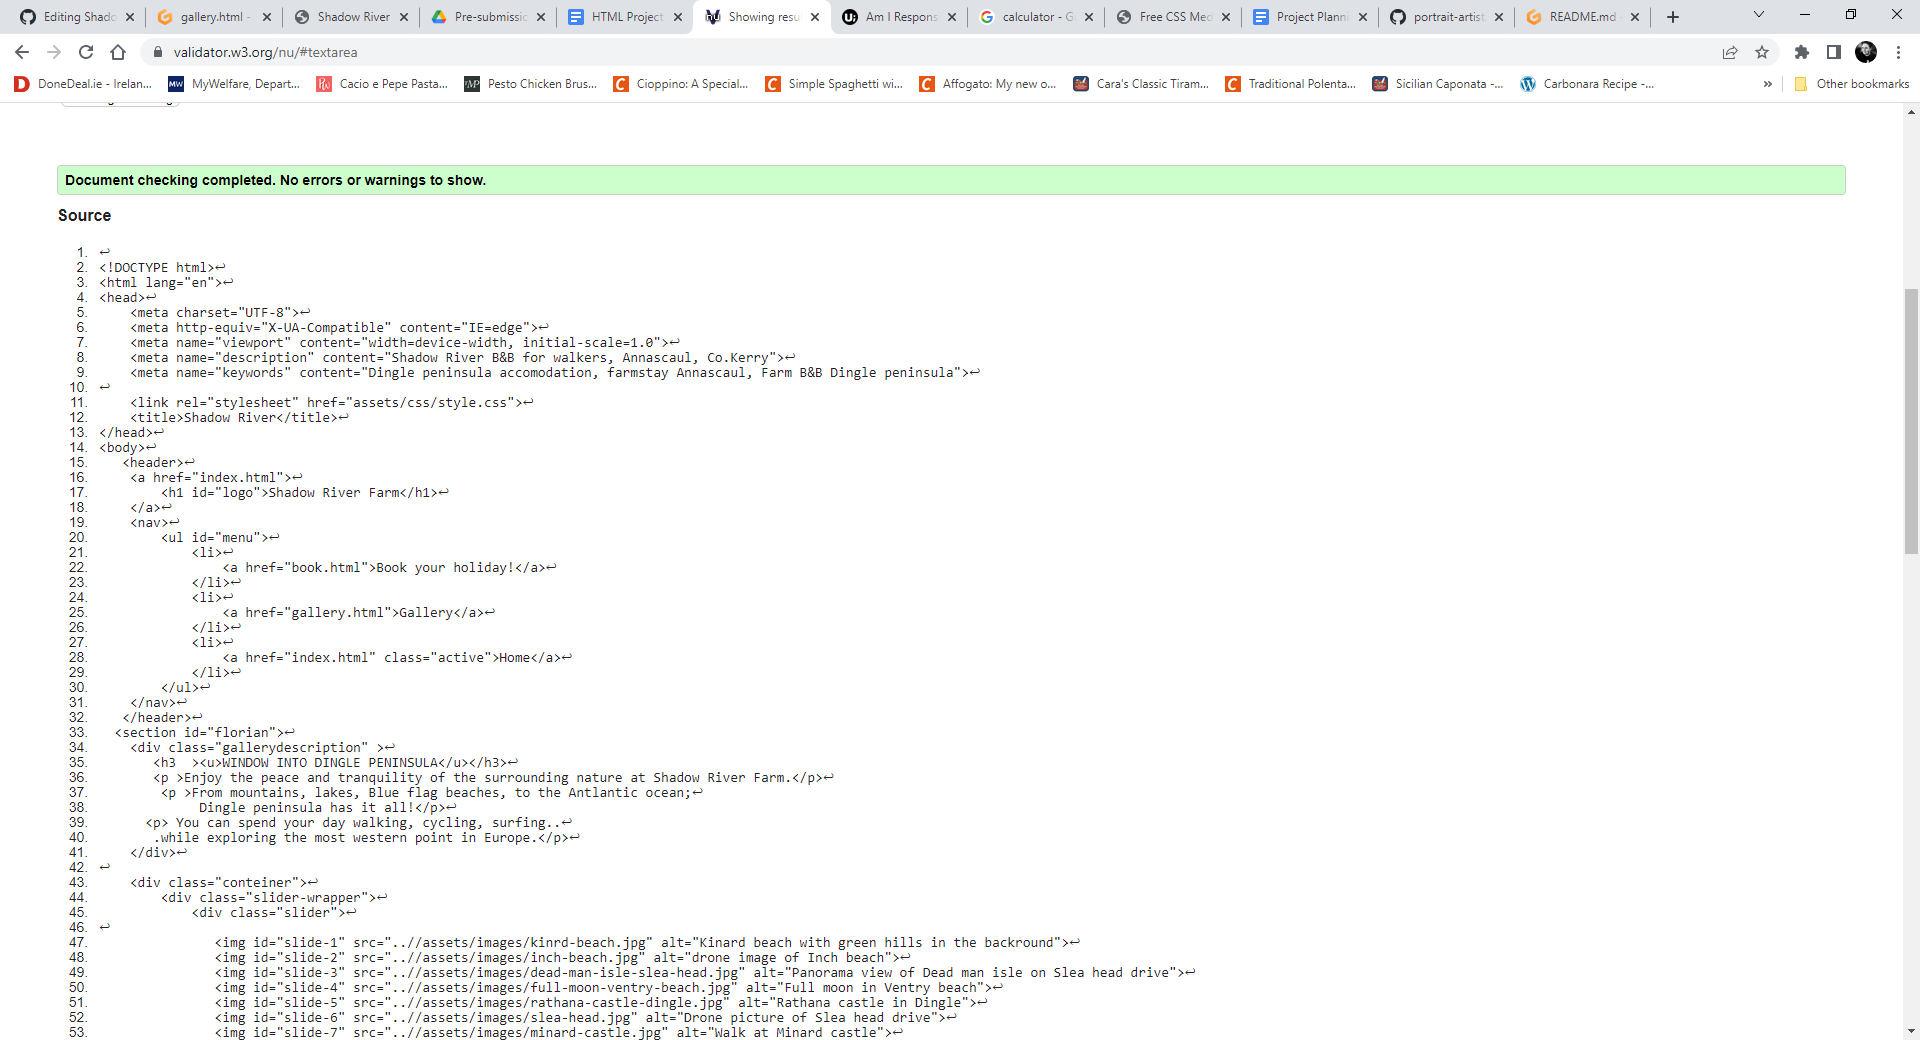 Editing Shado
gallery.html -
Shadow River
Pre-submissio
HTML Project
Showing resu
Am I Respons
calculator - G
Free CSS Med
Project Planni
portrait-artist
README.md
validator.w3.org/nu/#textarea
DoneDeal.ie - Irelan...
MyWelfare, Depart...
Cacio e Pepe Pasta...
Pesto Chicken Brus...
Cioppino: A Special...
Simple Spaghetti wi...
Affogato: My new o...
Cara's Classic Tiram...
Traditional Polenta...
Sicilian Caponata -...
Carbonara Recipe -...
»
Other bookmarks
Document checking completed. No errors or warnings to show.
Source
1. ↩
2. <!DOCTYPE html>↩
3. <html lang="en">↩
4. <head>↩
5. <meta charset="UTF-8">↩
6. <meta http-equiv="X-UA-Compatible" content="IE=edge">↩
7. <meta name="viewport" content="width=device-width, initial-scale=1.0">↩
8. <meta name="description" content="Shadow River B&B for walkers, Annascaul, Co.Kerry">↩
9. <meta name="keywords" content="Dingle peninsula accomodation, farmstay Annascaul, Farm B&B Dingle peninsula">↩
10. ↩
11. <link rel="stylesheet" href="assets/css/style.css">↩
12. <title>Shadow River</title>↩
13. </head>↩
14. <body>↩
15. <header>↩
16. <a href="index.html">↩
17. <h1 id="logo">Shadow River Farm</h1>↩
18. </a>↩
19. <nav>↩
20. <ul id="menu">↩
21. <li>↩
22. <a href="book.html">Book your holiday!</a>↩
23. </li>↩
24. <li>↩
25. <a href="gallery.html">Gallery</a>↩
26. </li>↩
27. <li>↩
28. <a href="index.html" class="active">Home</a>↩
29. </li>↩
30. </ul>↩
31. </nav>↩
32. </header>↩
33. <section id="florian">↩
34. <div class="gallerydescription" >↩
35. <h3  ><u>WINDOW INTO DINGLE PENINSULA</u></h3>↩
36. <p >Enjoy the peace and tranquility of the surrounding nature at Shadow River Farm.</p>↩
37. <p >From mountains, lakes, Blue flag beaches, to the Antlantic ocean;↩
38. Dingle peninsula has it all!</p>↩
39. <p> You can spend your day walking, cycling, surfing..↩
40. .while exploring the most western point in Europe.</p>↩
41. </div>↩
42. ↩
43. <div class="conteiner">↩
44. <div class="slider-wrapper">↩
45. <div class="slider">↩
46. ↩
47. <img id="slide-1" src="..//assets/images/kinrd-beach.jpg" alt="Kinard beach with green hills in the backround">↩
48. <img id="slide-2" src="..//assets/images/inch-beach.jpg" alt="drone image of Inch beach">↩
49. <img id="slide-3" src="..//assets/images/dead-man-isle-slea-head.jpg" alt="Panorama view of Dead man isle on Slea head drive">↩
50. <img id="slide-4" src="..//assets/images/full-moon-ventry-beach.jpg" alt="Full moon in Ventry beach">↩
51. <img id="slide-5" src="..//assets/images/rathana-castle-dingle.jpg" alt="Rathana castle in Dingle">↩
52. <img id="slide-6" src="..//assets/images/slea-head.jpg" alt="Drone picture of Slea head drive">↩
53. <img id="slide-7" src="..//assets/images/minard-castle.jpg" alt="Walk at Minard castle">↩